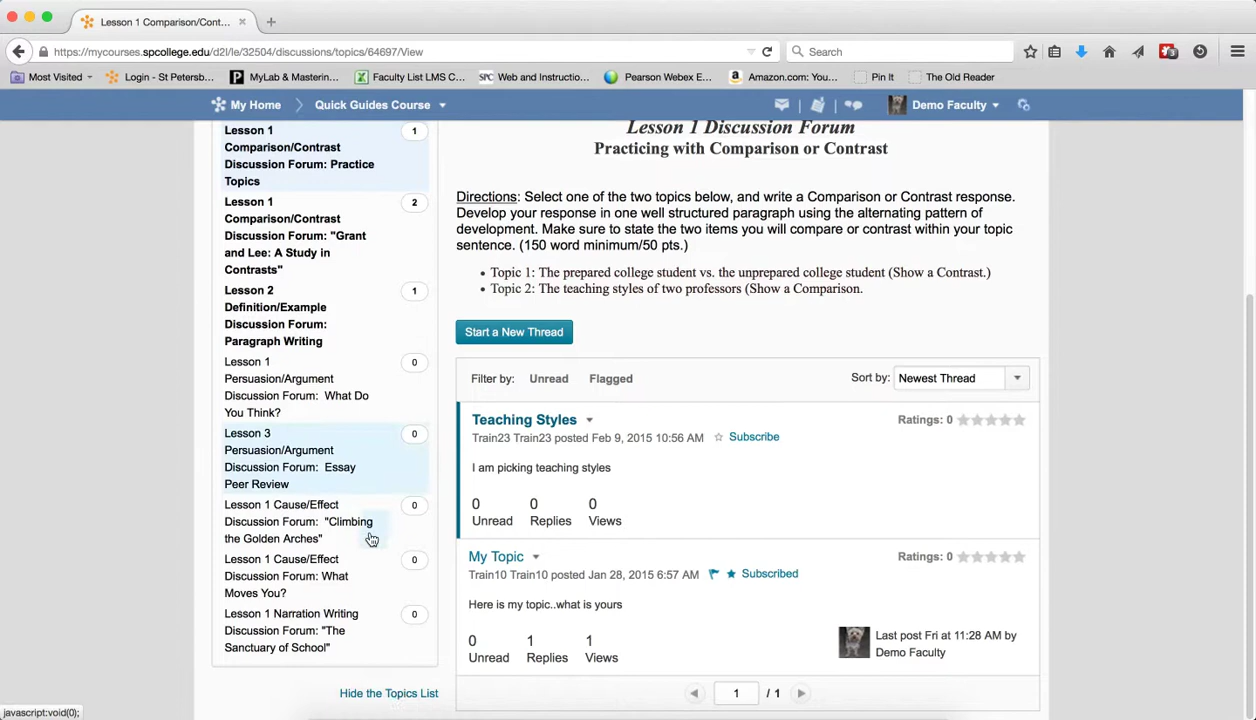 Lesson 1 Comparison/Cont...
https://mycourses.spcollege.edu/d2l/le/32504/discussions/topics/64697/View
Search
Most Visited
Login - St Petersb...
MyLab & Mastering...
Faculty List LMS C...
SPC Web and Instructio...
Pearson Webex E...
Amazon.com: You...
Pin It
The Old Reader
My Home
Quick Guides Course
Demo Faculty
Lesson 1
Comparison/Contrast
Discussion Forum: Practice
Topics
1
Lesson 1
Comparison/Contrast
Discussion Forum: "Grant
and Lee: A Study in
Contrasts"
2
Lesson 2
Definition/Example
Discussion Forum:
Paragraph Writing
1
Lesson 1
Persuasion/Argument
Discussion Forum: What Do
You Think?
0
Lesson 3
Persuasion/Argument
Discussion Forum: Essay
Peer Review
0
Lesson 1 Cause/Effect
Discussion Forum: "Climbing
the Golden Arches"
0
Lesson 1 Cause/Effect
Discussion Forum: What
Moves You?
0
Lesson 1 Narration Writing
Discussion Forum: "The
Sanctuary of School"
0
Hide the Topics List
Lesson 1 Discussion Forum
Practicing with Comparison or Contrast
Directions: Select one of the two topics below, and write a Comparison or Contrast response.
Develop your response in one well structured paragraph using the alternating pattern of
development. Make sure to state the two items you will compare or contrast within your topic
sentence. (150 word minimum/50 pts.)
• Topic 1: The prepared college student vs. the unprepared college student (Show a Contrast.)
• Topic 2: The teaching styles of two professors (Show a Comparison.
Start a New Thread
Filter by: Unread Flagged
Sort by: Newest Thread
Teaching Styles
Ratings: 0
Train23 Train23 posted Feb 9, 2015 10:56 AM Subscribe
I am picking teaching styles
0 0 0
Unread Replies Views
My Topic
Ratings: 0
Train10 Train10 posted Jan 28, 2015 6:57 AM Subscribed
Here is my topic..what is yours
0 1 1
Unread Replies Views
Last post Fri at 11:28 AM by
Demo Faculty
1 / 1
javascript:void(0);